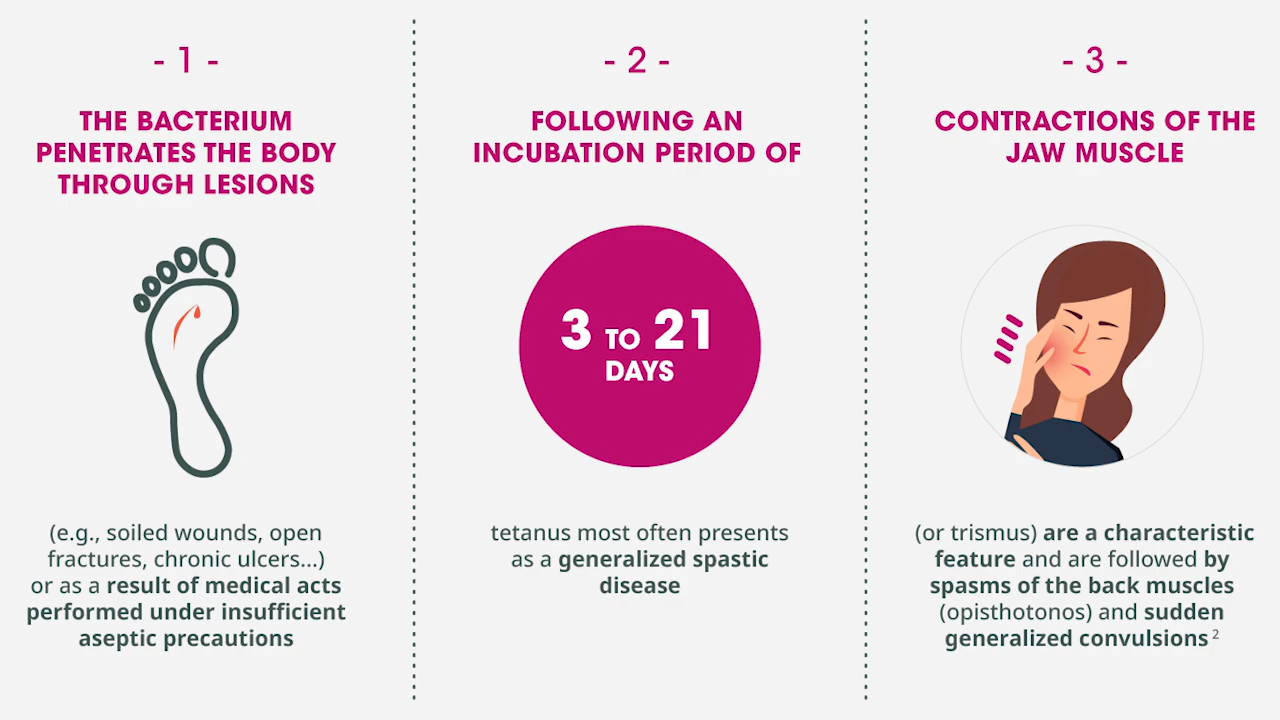 - 1 -
THE BACTERIUM
PENETRATES THE BODY
THROUGH LESIONS
(e.g., soiled wounds, open
fractures, chronic ulcers...)
or as a result of medical acts
performed under insufficient
aseptic precautions
- 2 -
FOLLOWING AN
INCUBATION PERIOD OF
3 TO 21
DAYS
tetanus most often presents
as a generalized spastic
disease
- 3 -
CONTRACTIONS OF THE
JAW MUSCLE
(or trismus) are a characteristic
feature and are followed by
spasms of the back muscles
(opisthotonos) and sudden
generalized convulsions 2